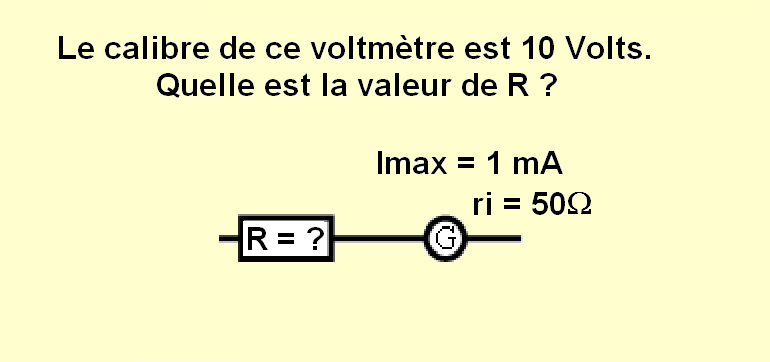 Le calibre de ce voltmètre est 10 Volts.
Quelle est la valeur de R ?
Imax = 1 mA
ri = 50Ω
R = ?
G